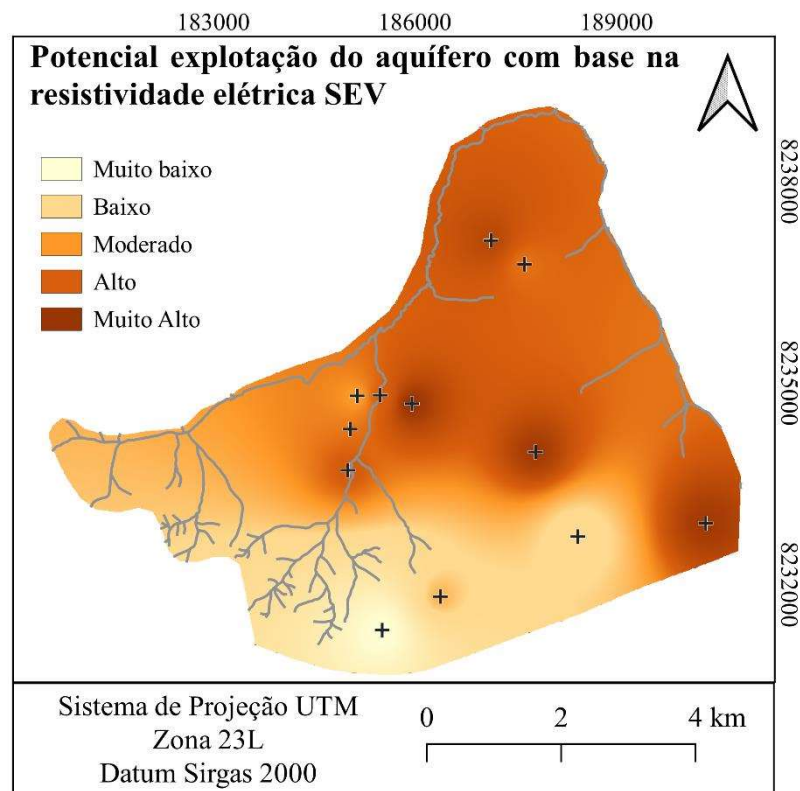 183000 186000 189000
Potencial explotação do aquífero com base na
resistividade elétrica SEV
Muito baixo
Baixo
Moderado
Alto
Muito Alto
8238000
8235000
8232000
Sistema de Projeção UTM
Zona 23L
Datum Sirgas 2000
0 2 4 km